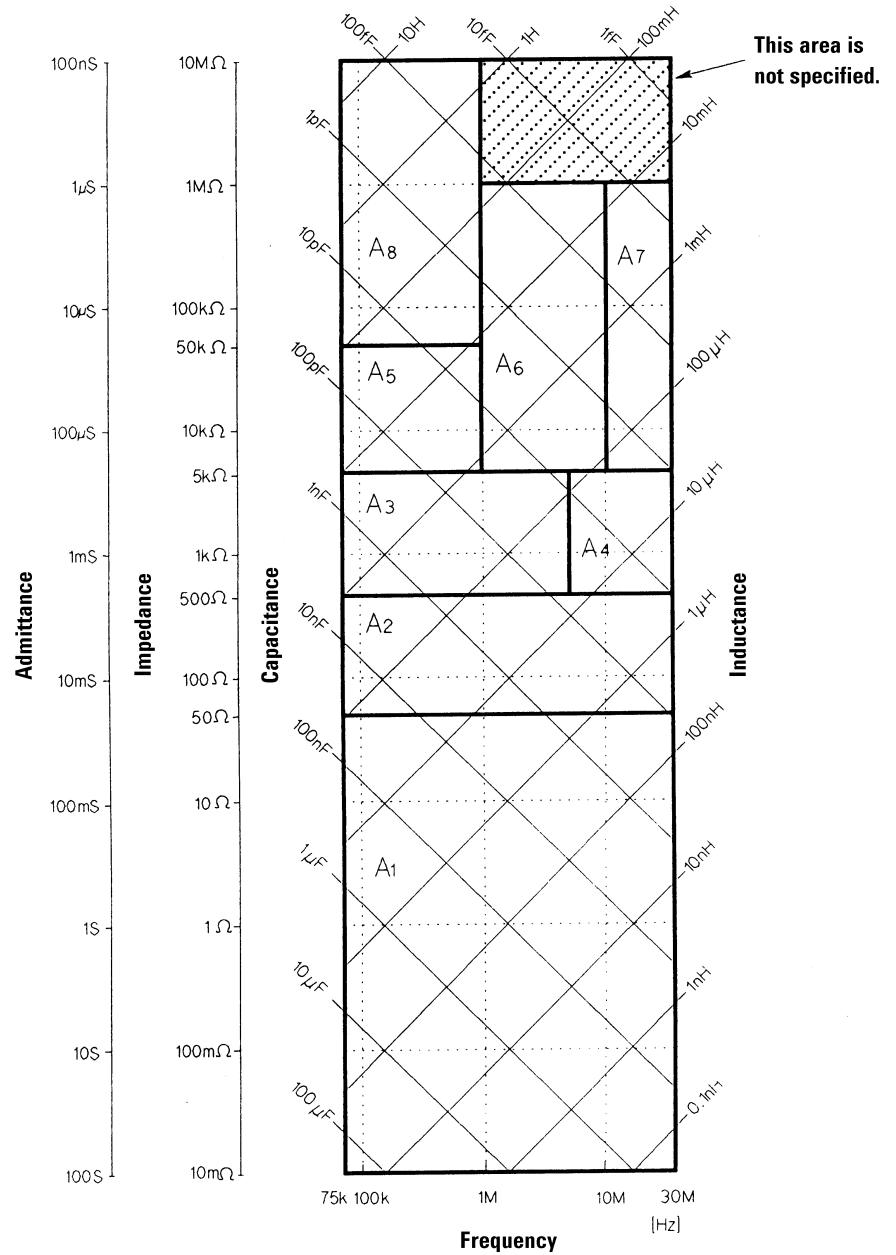 100fF
10H
10fF
1H
1fF
100mH
This area is
not specified.
100nS
10MΩ
1pF
10mH
1µS
1MΩ
10pF
A8
A7
1mH
10µS
100kΩ
50kΩ
100pF
A5
A6
100µH
100µS
10kΩ
5kΩ
1nF
A3
10µH
1mS
1kΩ
A4
500Ω
10nF
A2
1µH
Admittance
Impedance
Capacitance
Inductance
10mS
100Ω
50Ω
100nF
100nH
100mS
10Ω
1µF
A1
10nH
1S
1Ω
10µF
1nH
10S
100mΩ
100µF
0.1nH
100S
10mΩ
75k 100k 1M 10M 30M
[Hz]
Frequency